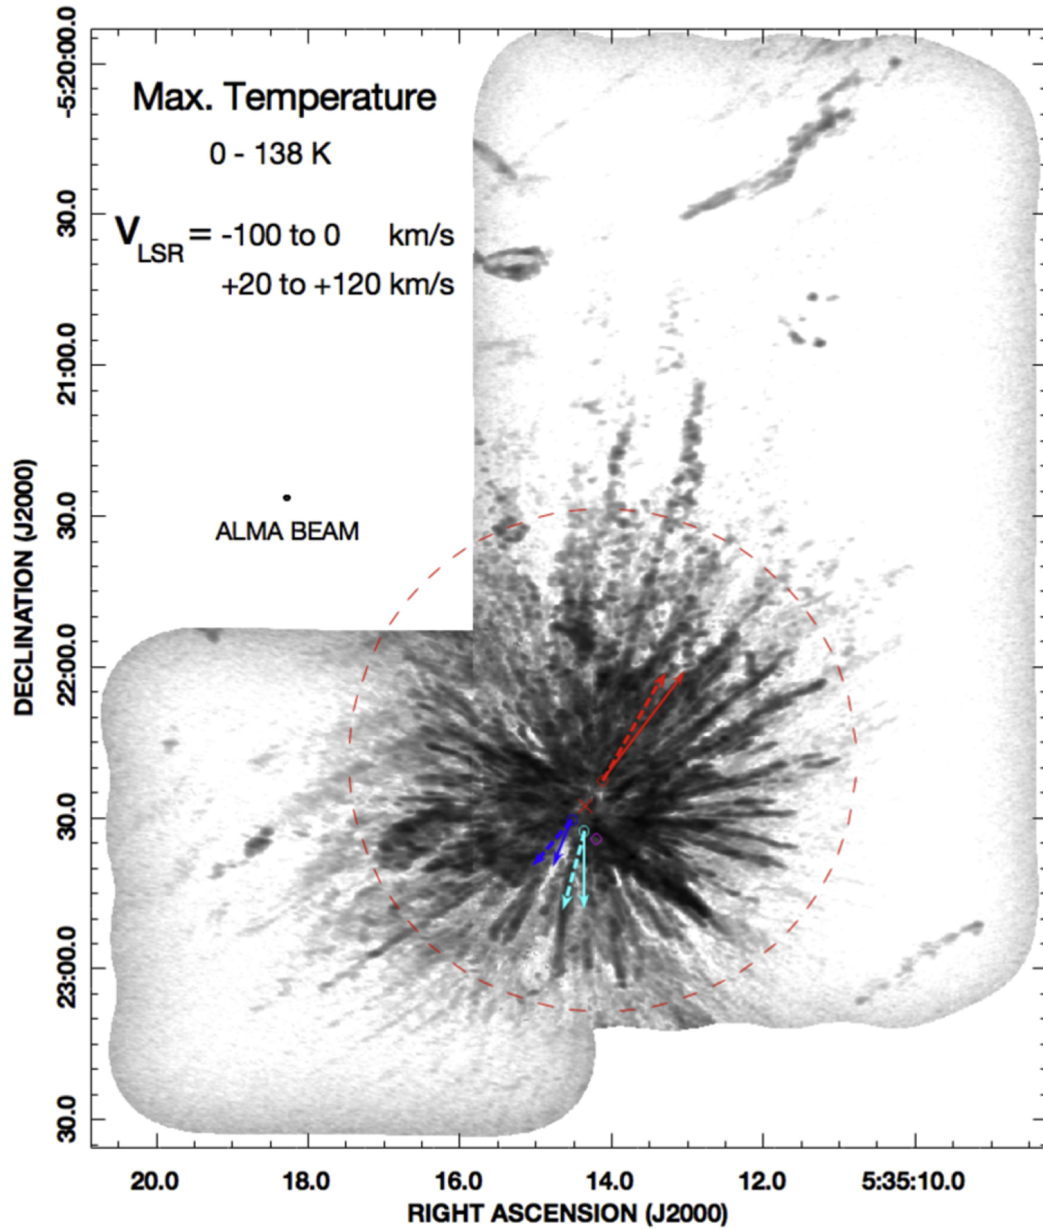 Max. Temperature
0 - 138 K
VLSR = -100 to 0 km/s
+20 to +120 km/s
ALMA BEAM
DECLINATION (J2000)
-5:20:00.0
30.0
21:00.0
30.0
22:00.0
30.0
23:00.0
30.0
20.0 18.0 16.0 14.0 12.0 5:35:10.0
RIGHT ASCENSION (J2000)